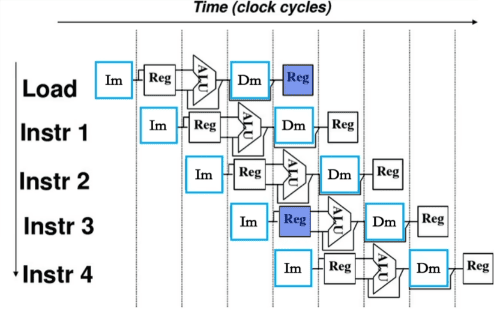 Time (clock cycles)
Load Im Reg ALU Dm Reg
Instr 1 Im Reg ALU Dm Reg
Instr 2 Im Reg ALU Dm Reg
Instr 3 Im Reg ALU Dm Reg
Instr 4 Im Reg ALU Dm Reg